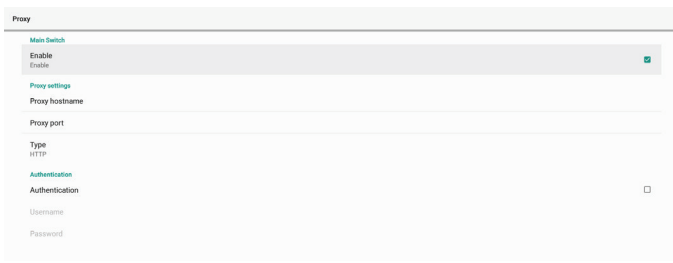 Proxy
Main Switch
Enable
Enable
Proxy settings
Proxy hostname
Proxy port
Type
HTTP
Authentication
Authentication
Username
Password